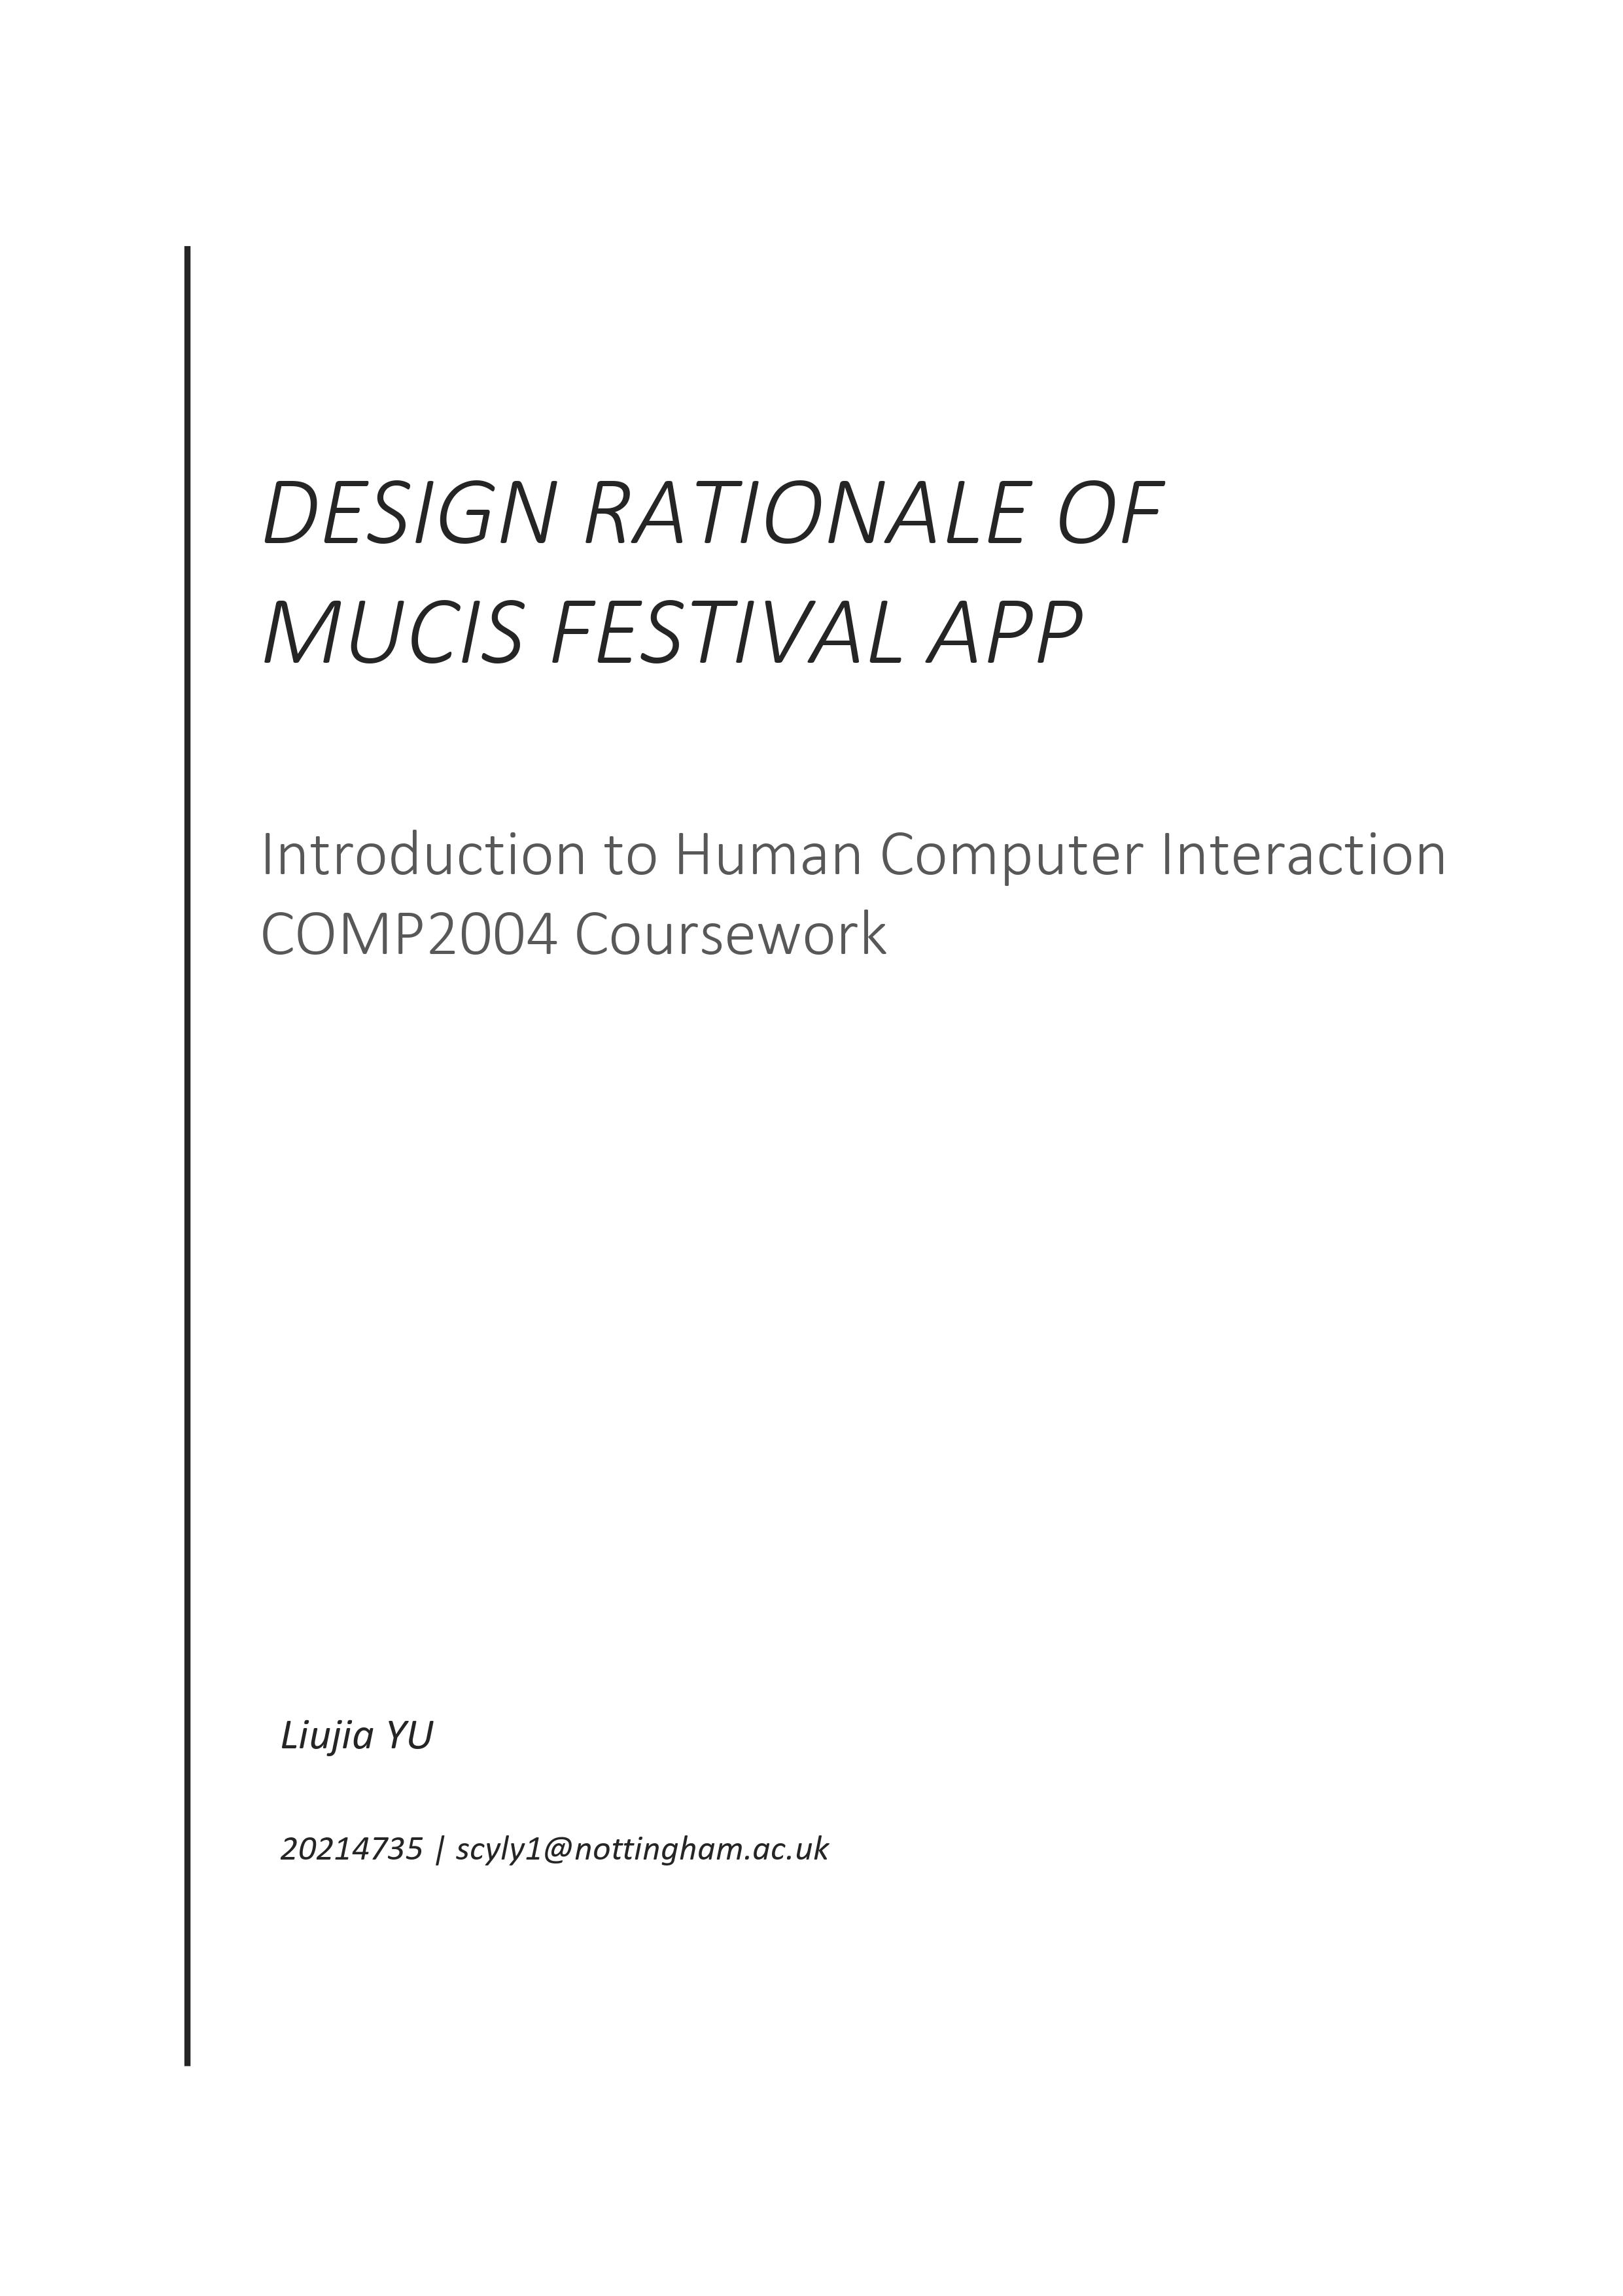 DESIGN RATIONALE OF
MUCIS FESTIVAL APP
Introduction to Human Computer Interaction
COMP2004 Coursework
Liujia YU
20214735 | scyly1@nottingham.ac.uk